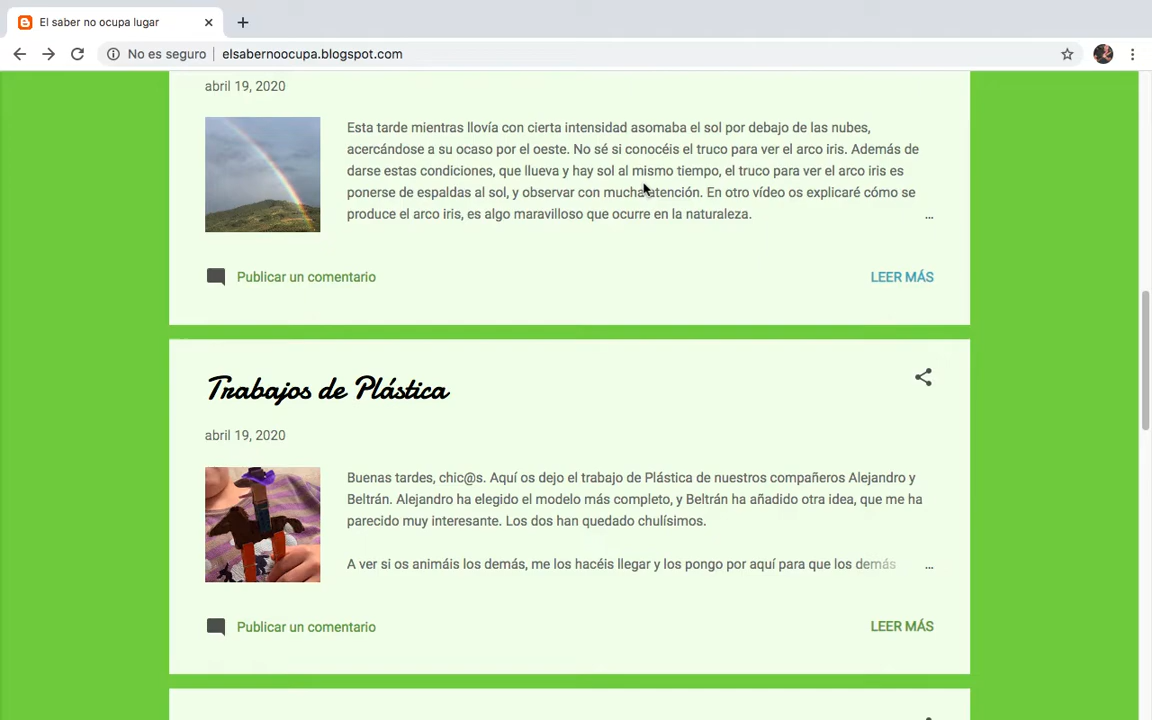 El saber no ocupa lugar
No es seguro
elsabernoocupa.blogspot.com
abril 19, 2020
Esta tarde mientras llovía con cierta intensidad asomaba el sol por debajo de las nubes,
acercándose a su ocaso por el oeste. No sé si conocéis el truco para ver el arco iris. Además de
darse estas condiciones, que llueva y hay sol al mismo tiempo, el truco para ver el arco iris es
ponerse de espaldas al sol, y observar con mucha atención. En otro vídeo os explicaré cómo se
produce el arco iris, es algo maravilloso que ocurre en la naturaleza.
...
Publicar un comentario
LEER MÁS
Trabajos de Plástica
abril 19, 2020
Buenas tardes, chic@s. Aquí os dejo el trabajo de Plástica de nuestros compañeros Alejandro y
Beltrán. Alejandro ha elegido el modelo más completo, y Beltrán ha añadido otra idea, que me ha
parecido muy interesante. Los dos han quedado chulísimos.
A ver si os animáis los demás, me los hacéis llegar y los pongo por aquí para que los demás
...
Publicar un comentario
LEER MÁS